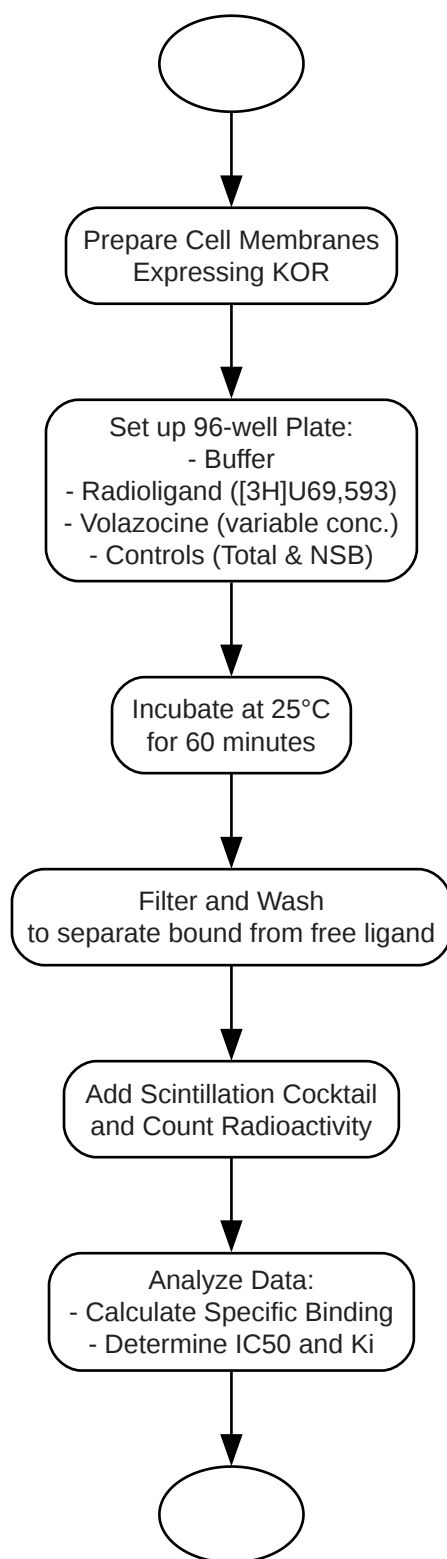 Prepare Cell Membranes
Expressing KOR
Set up 96-well Plate:
- Buffer
- Radioligand ([3H]U69,593)
- Volazocine (variable conc.)
- Controls (Total & NSB)
Incubate at 25°C
for 60 minutes
Filter and Wash
to separate bound from free ligand
Add Scintillation Cocktail
and Count Radioactivity
Analyze Data:
- Calculate Specific Binding
- Determine IC50 and Ki